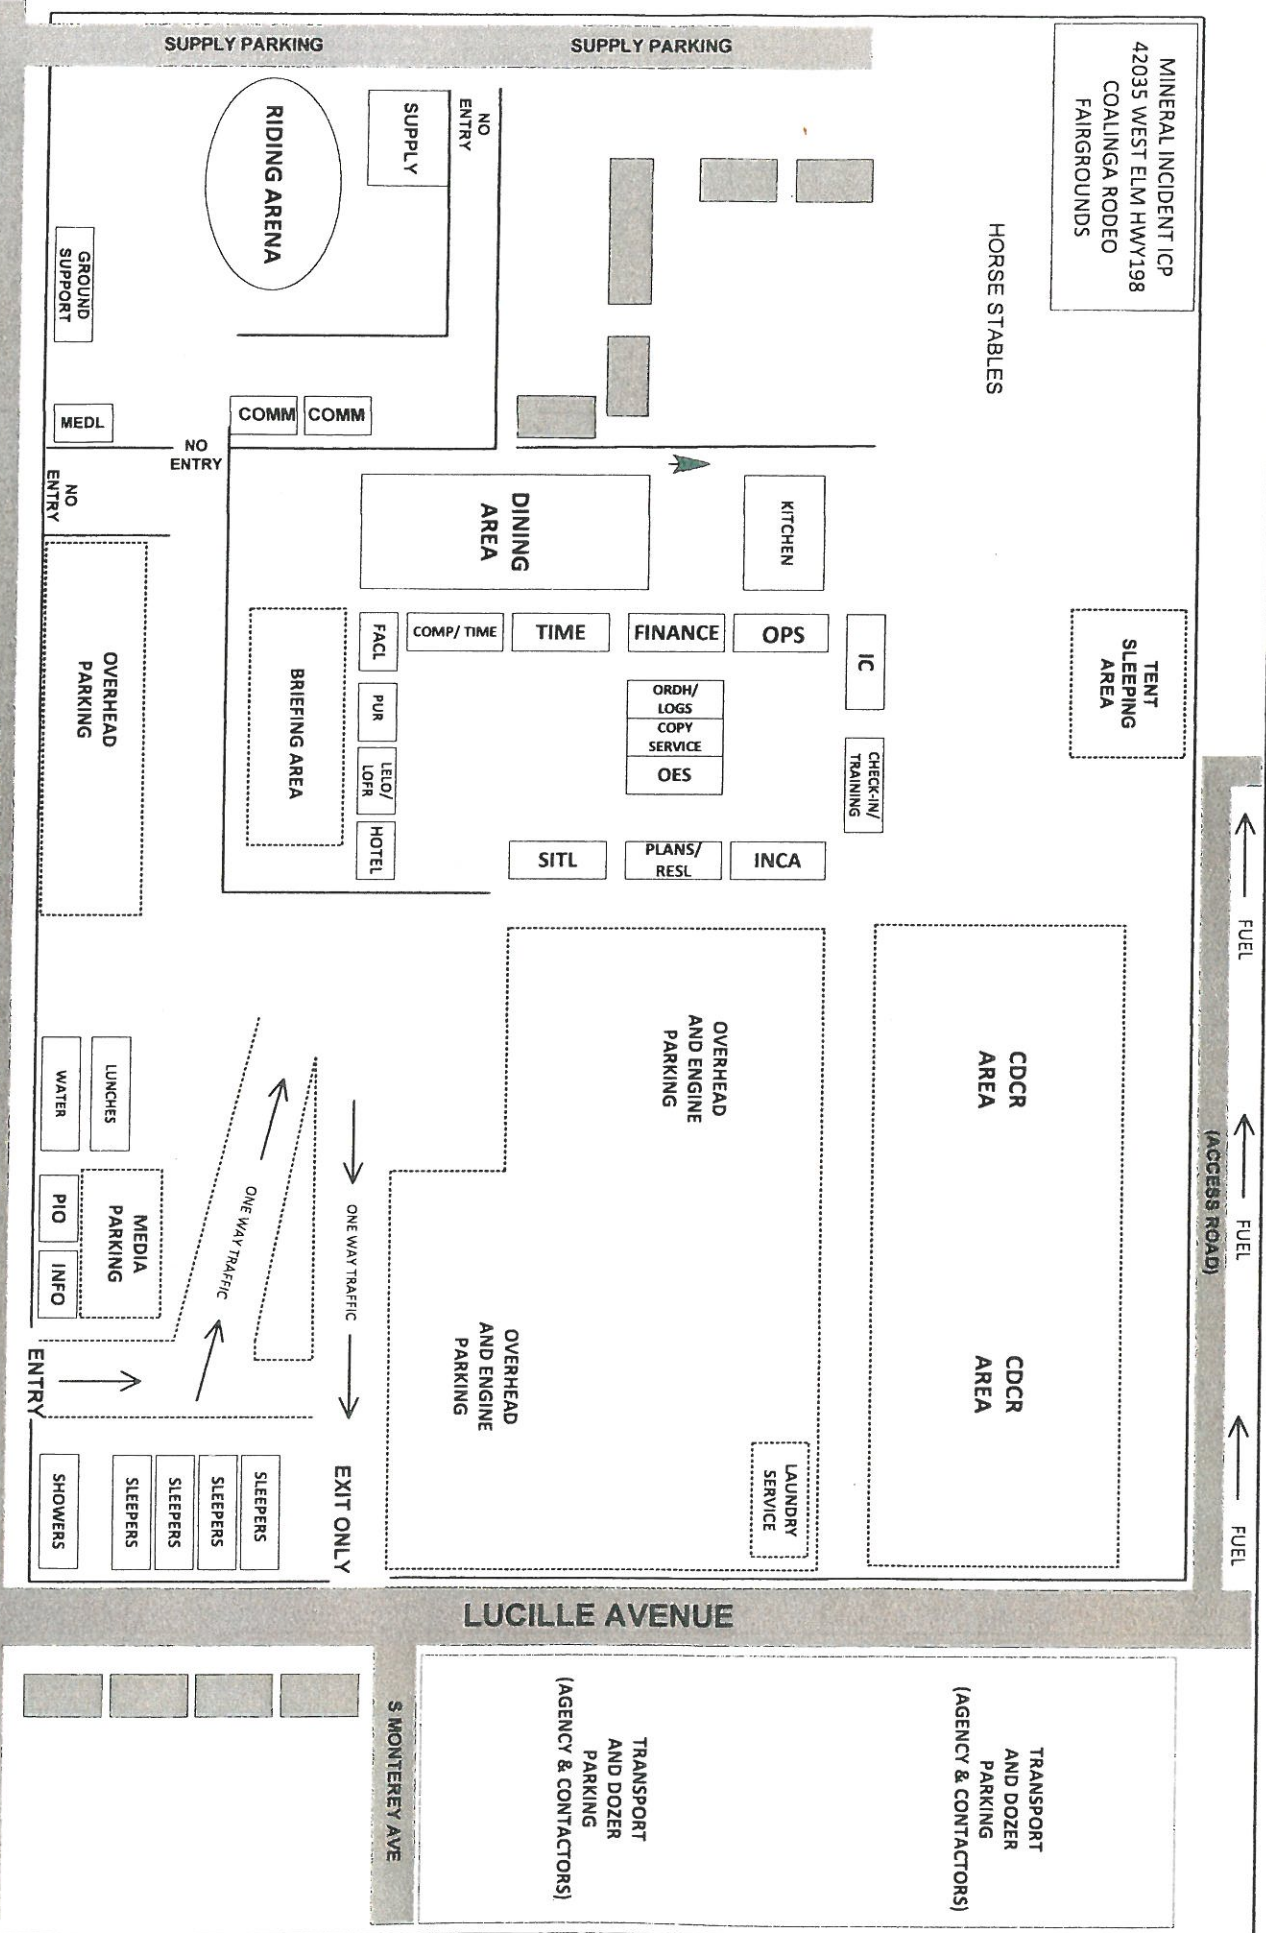 MINERAL INCIDENT ICP
42035 WEST ELM HWY198
COALINGA RODEO
FAIRGROUNDS
SUPPLY PARKING
SUPPLY PARKING
RIDING ARENA
SUPPLY
NO
ENTRY
HORSE STABLES
GROUND
SUPPORT
MEDL
COMM
COMM
NO
ENTRY
NO
ENTRY
DINING
AREA
KITCHEN
TENT
SLEEPING
AREA
OVERHEAD
PARKING
BRIEFING AREA
FACL
COMP/ TIME
TIME
FINANCE
OPS
IC
PUR
ORDH/
LOGS
COPY
SERVICE
OES
LELO/
LOFR
CHECK-IN/
TRAINING
HOTEL
SITL
PLANS/
RESL
INCA
FUEL
FUEL
FUEL
(ACCESS ROAD)
CDCR
AREA
CDCR
AREA
OVERHEAD
AND ENGINE
PARKING
OVERHEAD
AND ENGINE
PARKING
LAUNDRY
SERVICE
WATER
LUNCHES
PIO
INFO
MEDIA
PARKING
ONE WAY TRAFFIC
ONE WAY TRAFFIC
ENTRY
EXIT ONLY
SHOWERS
SLEEPERS
SLEEPERS
SLEEPERS
SLEEPERS
LUCILLE AVENUE
S MONTEREY AVE
TRANSPORT
AND DOZER
PARKING
(AGENCY & CONTACTORS)
TRANSPORT
AND DOZER
PARKING
(AGENCY & CONTACTORS)